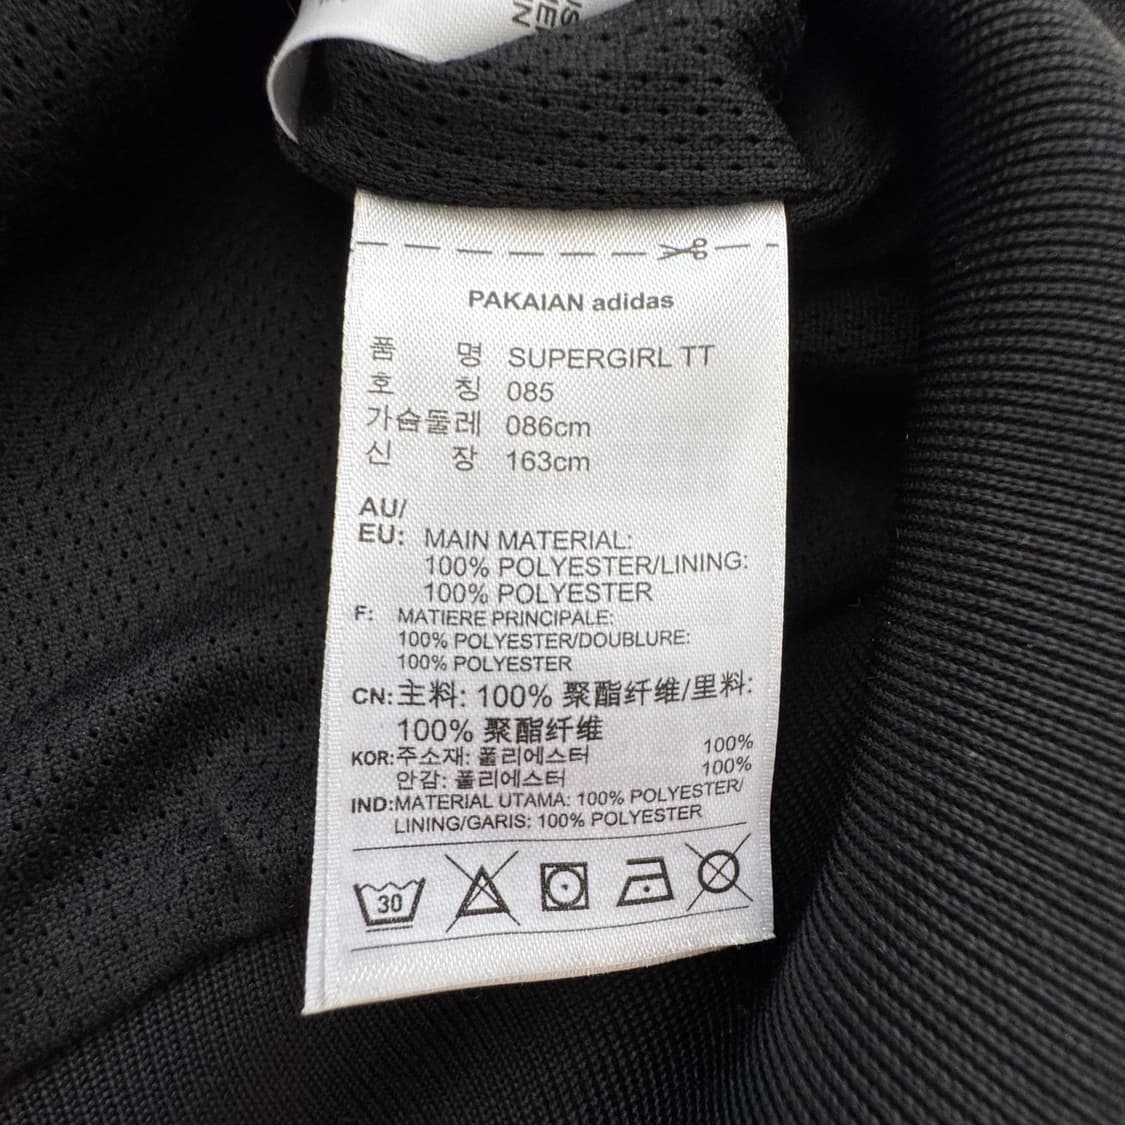 PAKAIAN adidas
품 명 SUPERGIRL TT
호 칭 085
가슴둘레 086cm
신 장 163cm
AU/
EU: MAIN MATERIAL:
100% POLYESTER/LINING:
100% POLYESTER
F: MATIERE PRINCIPALE:
100% POLYESTER/DOUBLURE:
100% POLYESTER
CN:主料: 100% 聚酯纤维/里料:
100% 聚酯纤维
KOR:주소재: 폴리에스터 100%
안감: 폴리에스터 100%
IND:MATERIAL UTAMA: 100% POLYESTER/
LINING/GARIS: 100% POLYESTER
30